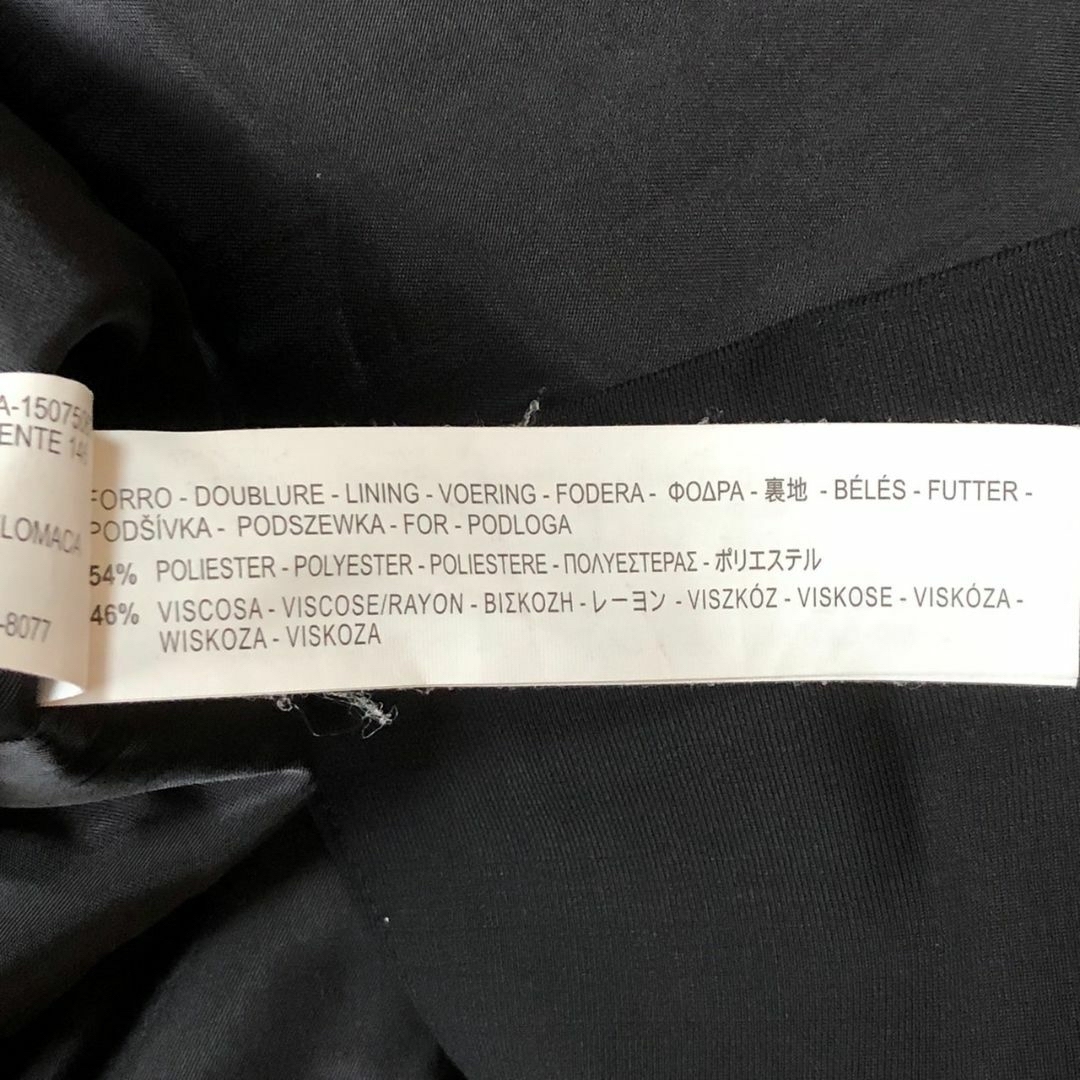 A-150750
ENTE 14
LOMACA
-8077
FORRO - DOUBLURE - LINING - VOERING - FODERA - ΦΟΔΡΑ - 裏地 - BÉLÉS - FUTTER -
PODŠÍVKA - PODSZEWKA - FOR - PODLOGA
54% POLIESTER - POLYESTER - POLIESTERE - ΠΟΛΥΕΣΤΕΡΑΣ - ポリエステル
46% VISCOSA - VISCOSE/RAYON - ΒΙΣΚΟΖΗ - レーヨン - VISZKÓZ - VISKOSE - VISKÓZA -
WISKOZA - VISKOZA